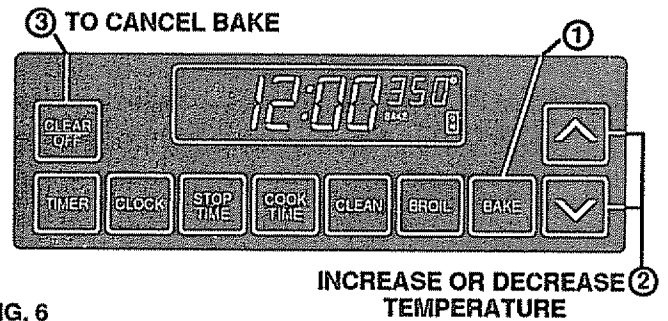 ③ TO CANCEL BAKE
①
12:00 350°
BAKE
CLEAR
OFF
TIMER
CLOCK
STOP
TIME
COOK
TIME
CLEAN
BROIL
BAKE
INCREASE OR DECREASE ②
TEMPERATURE
IG. 6